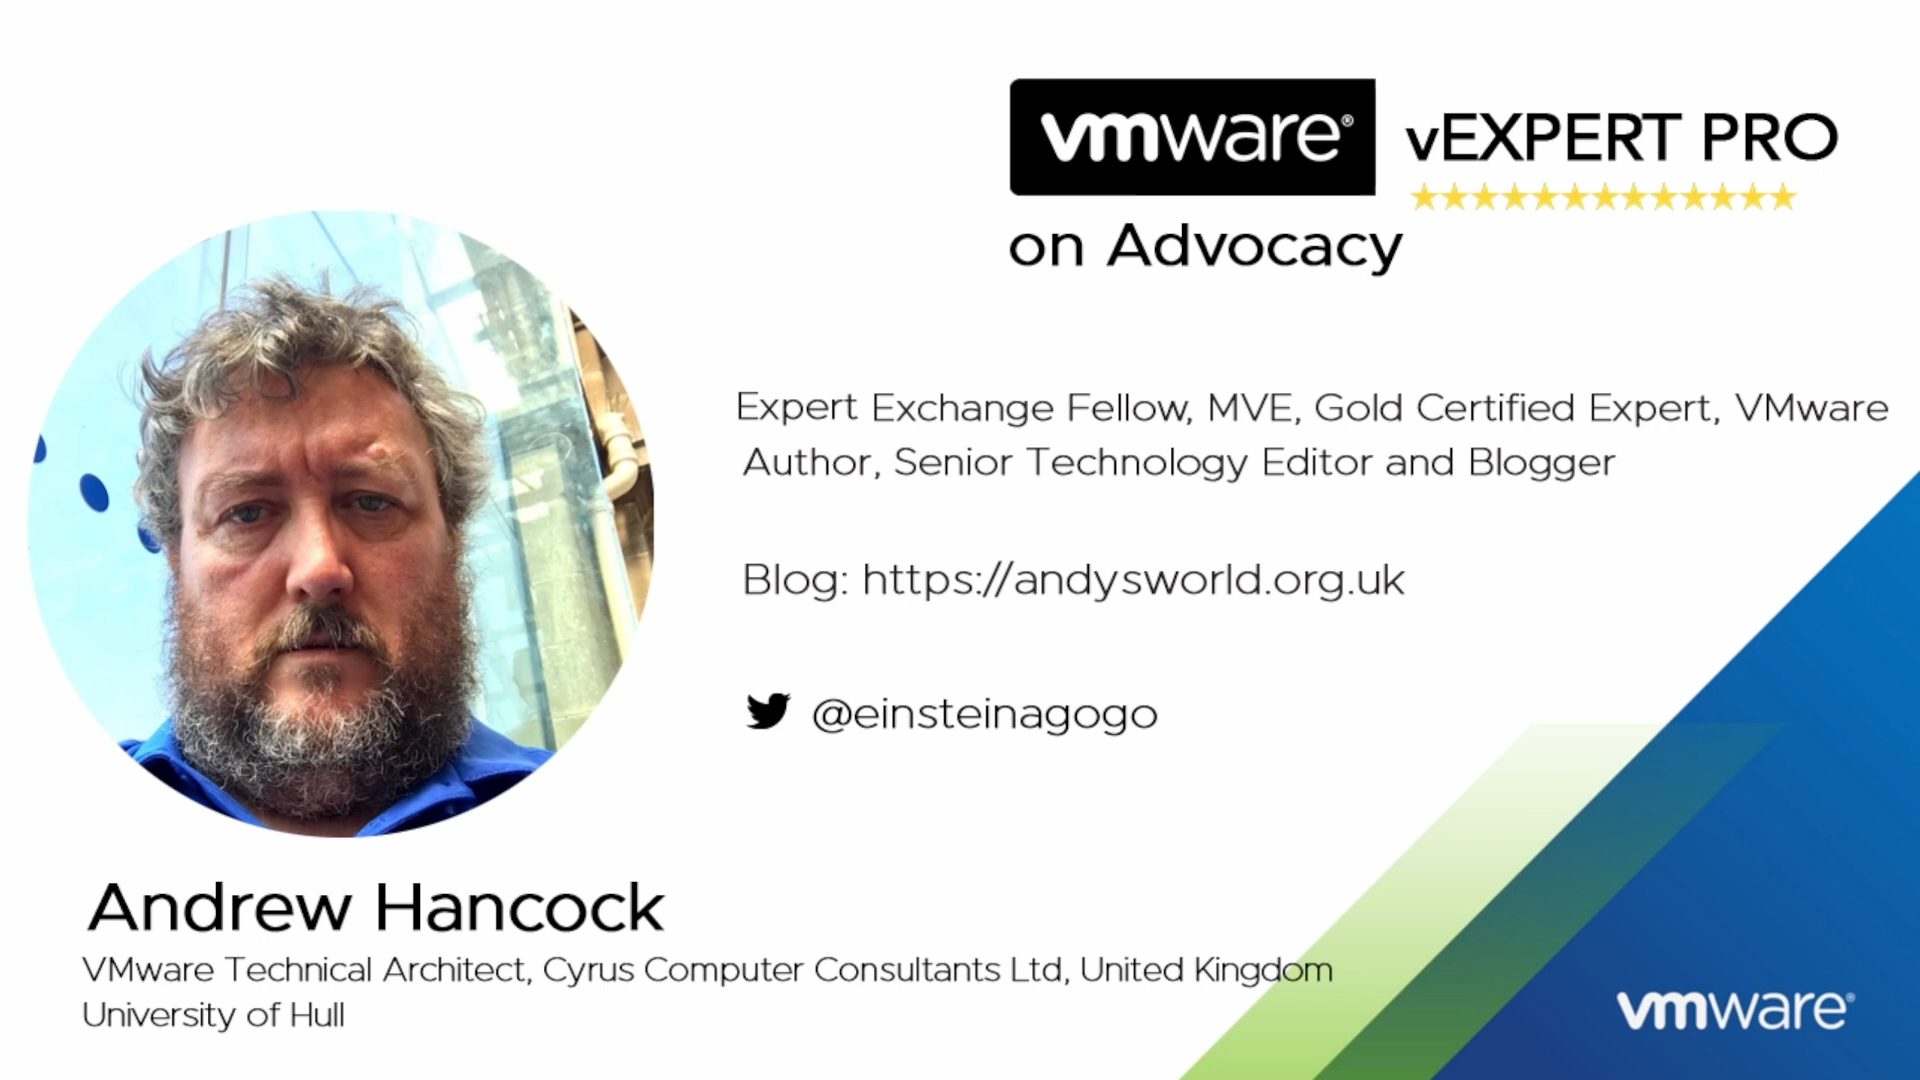 vmware® vEXPERT PRO
★★★★★★★★★★★★★
on Advocacy
Expert Exchange Fellow, MVE, Gold Certified Expert, VMware
Author, Senior Technology Editor and Blogger
Blog: https://andysworld.org.uk
@einsteinagogo
Andrew Hancock
VMware Technical Architect, Cyrus Computer Consultants Ltd, United Kingdom
University of Hull
vmware®